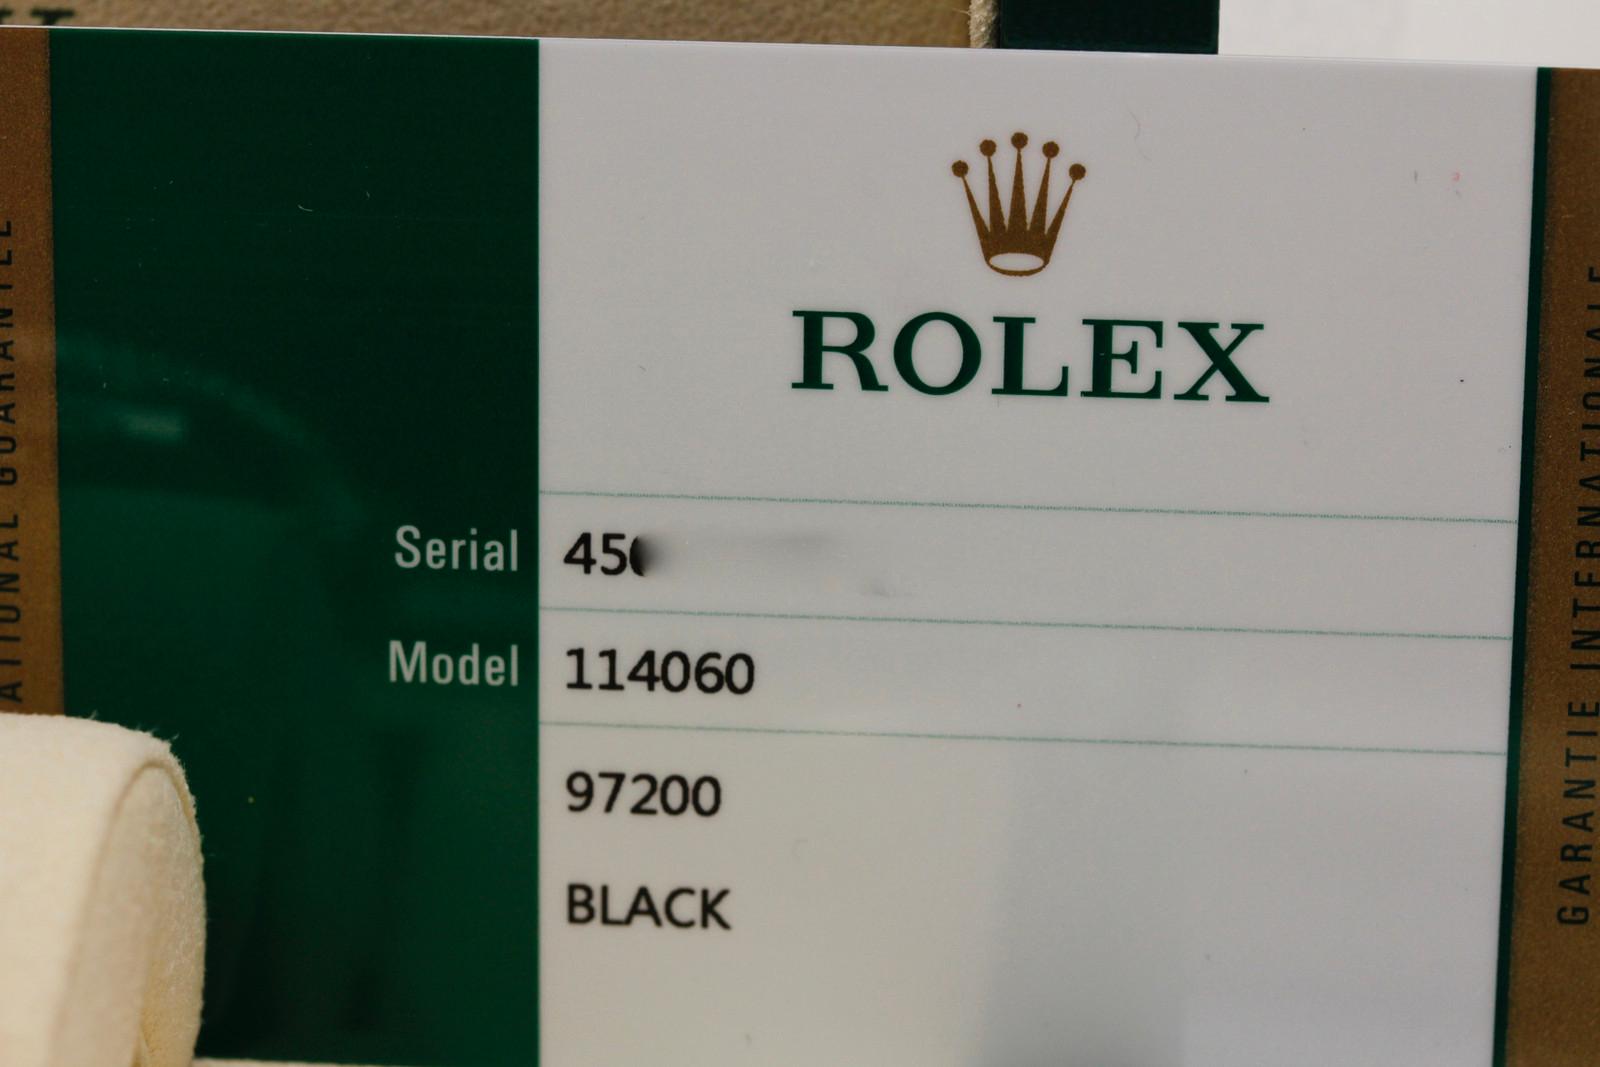 ROLEX
Serial 45
Model 114060
97200
BLACK
ATIONAL GUARANTEE
GARANTIE INTERNATIONALE